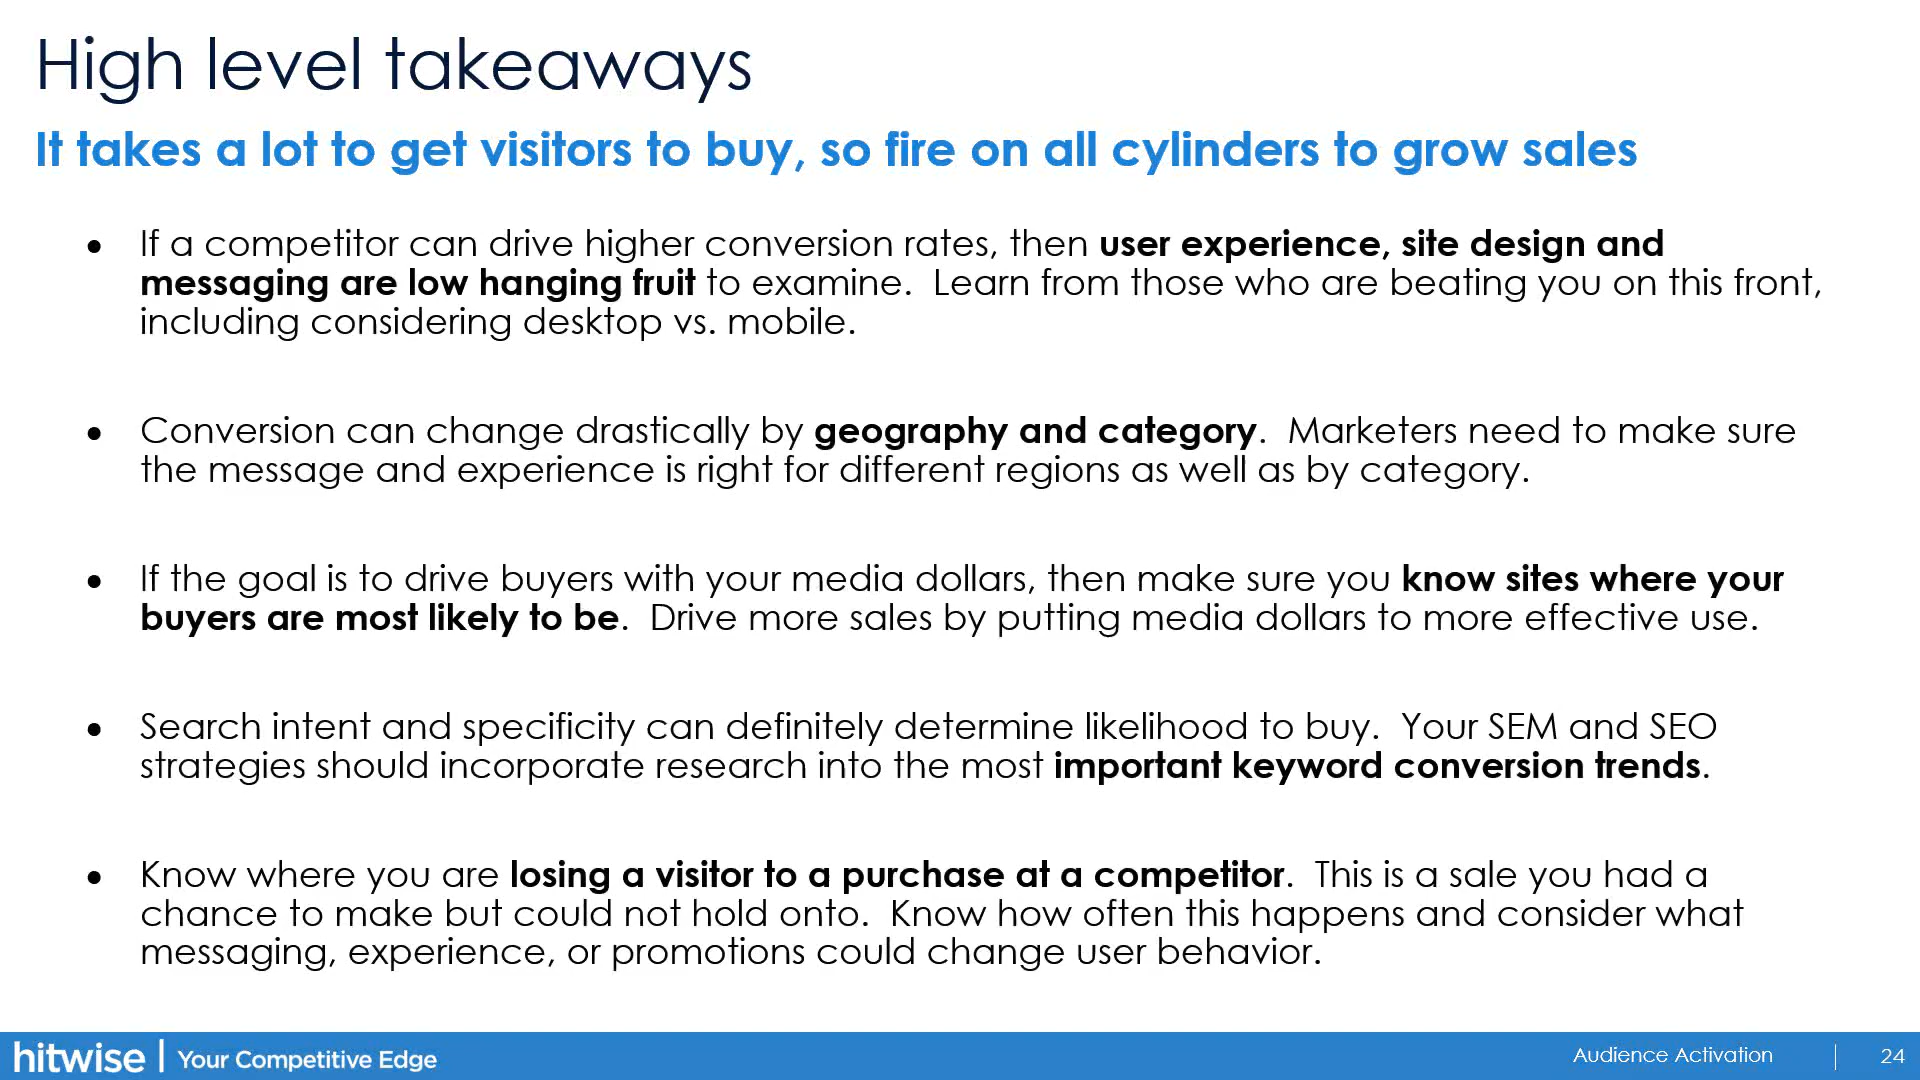 High level takeaways
It takes a lot to get visitors to buy, so fire on all cylinders to grow sales
• If a competitor can drive higher conversion rates, then user experience, site design and
messaging are low hanging fruit to examine.  Learn from those who are beating you on this front,
including considering desktop vs. mobile.
• Conversion can change drastically by geography and category.  Marketers need to make sure
the message and experience is right for different regions as well as by category.
• If the goal is to drive buyers with your media dollars, then make sure you know sites where your
buyers are most likely to be.  Drive more sales by putting media dollars to more effective use.
• Search intent and specificity can definitely determine likelihood to buy.  Your SEM and SEO
strategies should incorporate research into the most important keyword conversion trends.
• Know where you are losing a visitor to a purchase at a competitor.  This is a sale you had a
chance to make but could not hold onto.  Know how often this happens and consider what
messaging, experience, or promotions could change user behavior.
hitwise | Your Competitive Edge
Audience Activation | 24